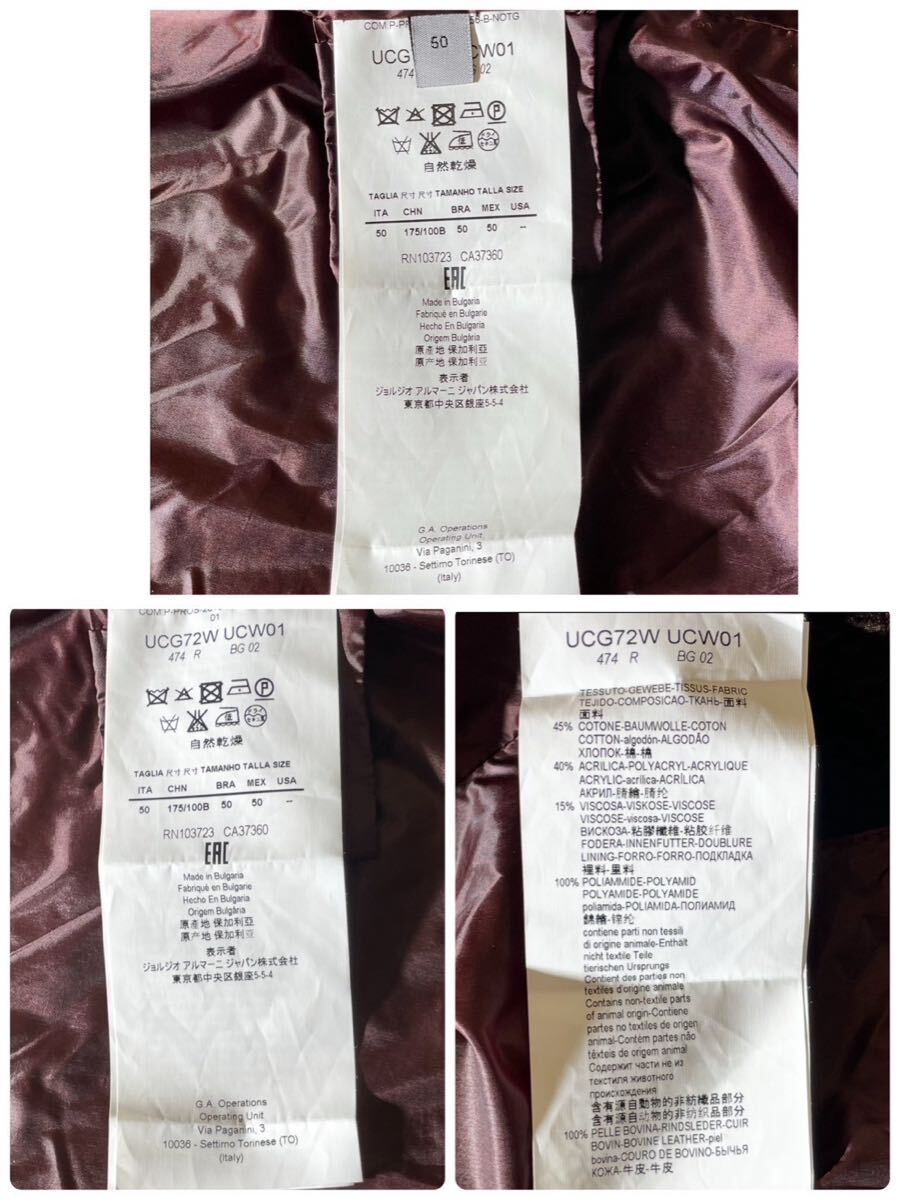 50
UCG
CW01
474
02
自然乾燥
TAGLIA 尺寸 尺寸 TAMANHO TALLA SIZE
ITA CHN BRA MEX USA
50 175/100B 50 50 --
RN103723 CA37360
EAC
Made in Bulgaria
Fabriqué en Bulgarie
Hecho En Bulgaria
Origem Bulgária
原產地 保加利亞
原产地 保加利亚
表示者
ジョルジオ アルマーニ ジャパン株式会社
東京都中央区銀座5-5-4
G.A. Operations
Operating Unit
Via Paganini, 3
10036 - Settimo Torinese (TO)
(Italy)
01
UCG72W UCW01
474 R BG 02
自然乾燥
TAGLIA 尺寸 尺寸 TAMANHO TALLA SIZE
ITA CHN BRA MEX USA
50 175/100B 50 50 --
RN103723 CA37360
EAC
Made in Bulgaria
Fabriqué en Bulgarie
Hecho En Bulgaria
Origem Bulgária
原產地 保加利亞
原产地 保加利亚
表示者
ジョルジオ アルマーニ ジャパン株式会社
東京都中央区銀座5-5-4
G.A. Operations
Operating Unit
Via Paganini, 3
10036 - Settimo Torinese (TO)
(Italy)
UCG72W UCW01
474 R BG 02
TESSUTO-GEWEBE-TISSUS-FABRIC
TEJIDO-COMPOSICAO-ТКАНЬ-面料
面料
45% COTONE-BAUMWOLLE-COTON
COTTON-algodón-ALGODÃO
ХЛОПОК-棉-棉
40% ACRILICA-POLYACRYL-ACRYLIQUE
ACRYLIC-acrílica-ACRÍLICA
АКРИЛ-腈綸-腈纶
15% VISCOSA-VISKOSE-VISCOSE
VISCOSE-viscosa-VISCOSE
ВИСКОЗА-粘膠纖維-粘胶纤维
FODERA-INNENFUTTER-DOUBLURE
LINING-FORRO-FORRO-ПОДКЛАДКА
裡料-里料
100% POLIAMMIDE-POLYAMID
POLYAMIDE-POLYAMIDE
poliamida-POLIAMIDA-ПОЛИАМИД
錦綸-锦纶
contiene parti non tessili
di origine animale-Enthält
nicht textile Teile
tierischen Ursprungs
Contient des parties non
textiles d'origine animale
Contains non-textile parts
of animal origin-Contiene
partes no textiles de origen
animal-Contém partes não
têxteis de origem animal
Содержит части не из
текстиля животного
происхождения
含有源自動物的非紡織品部分
含有源自动物的非纺织品部分
100% PELLE BOVINA-RINDSLEDER-CUIR
BOVIN-BOVINE LEATHER-piel
bovina-COURO DE BOVINO-БЫЧЬЯ
КОЖА-牛皮-牛皮